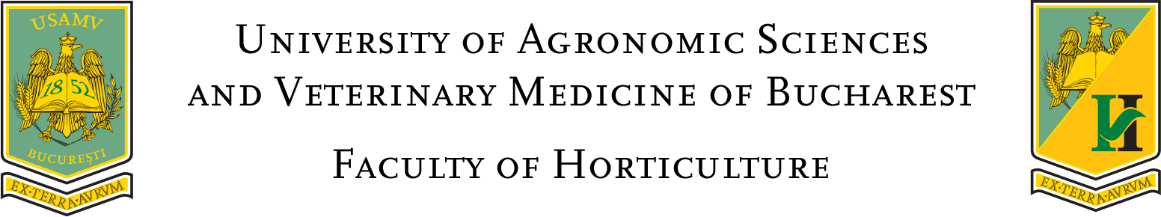 USAMV
1852
BUCUREȘTI
EX·TERRA·AVRVM
UNIVERSITY OF AGRONOMIC SCIENCES
AND VETERINARY MEDICINE OF BUCHAREST
FACULTY OF HORTICULTURE
H
EX·TERRA·AVRVM